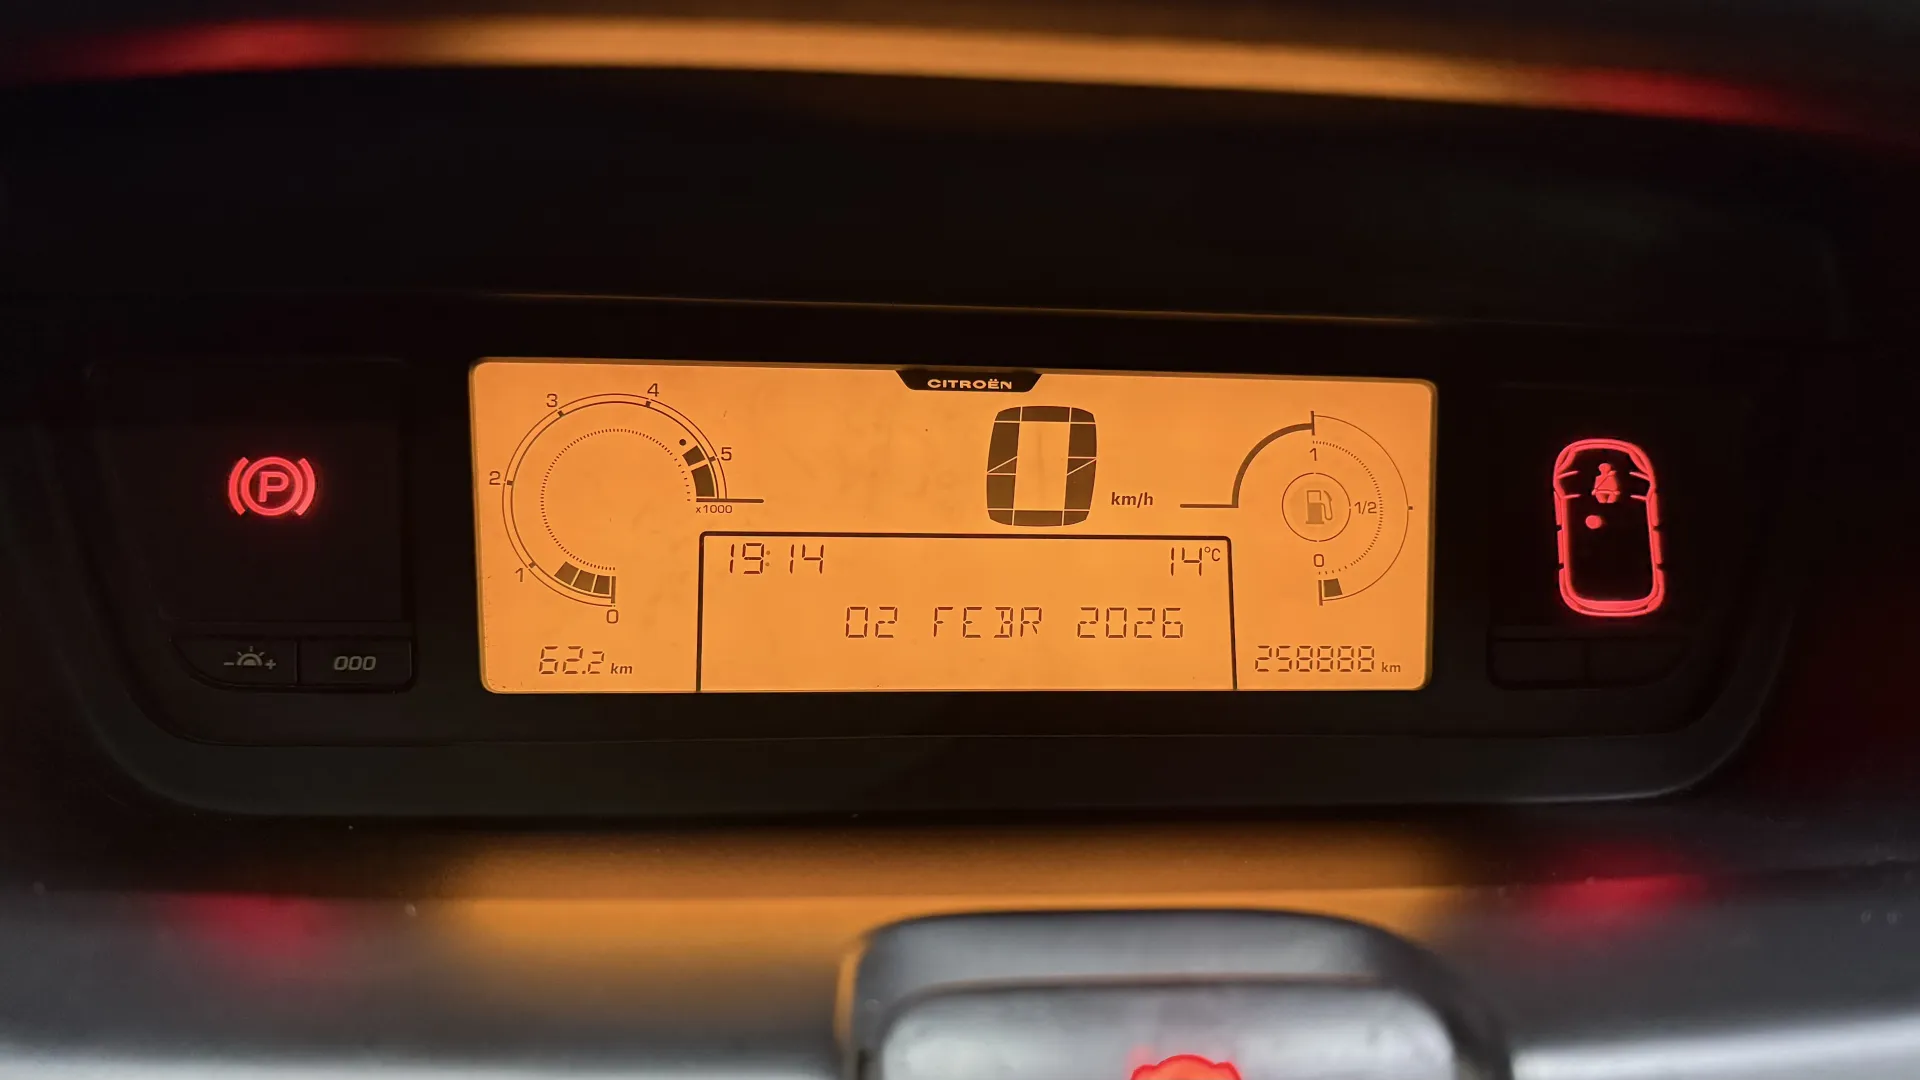 CITROËN
4
3
5
2
x1000
1
0
0 km/h
1
1/2
0
19:14
14°C
02 FEBR 2026
62.2 km
258888 km
P
- +
000